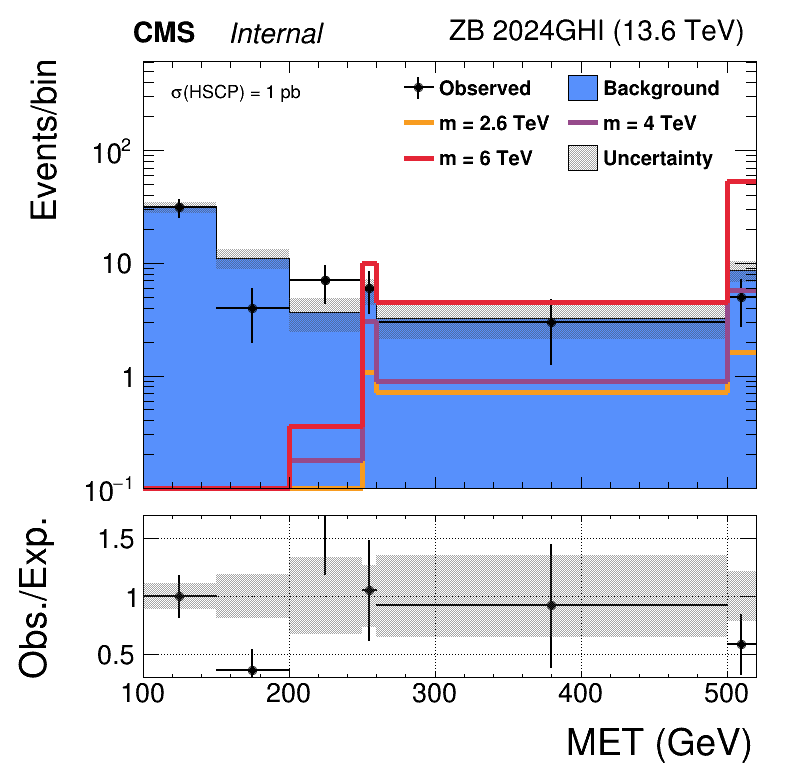 CMS Internal ZB 2024GHI (13.6 TeV)
Events/bin
σ(HSCP) = 1 pb
Observed Background
m = 2.6 TeV m = 4 TeV
m = 6 TeV Uncertainty
10²
10
1
10⁻¹
Obs./Exp.
1.5
1
0.5
100 200 300 400 500
MET (GeV)